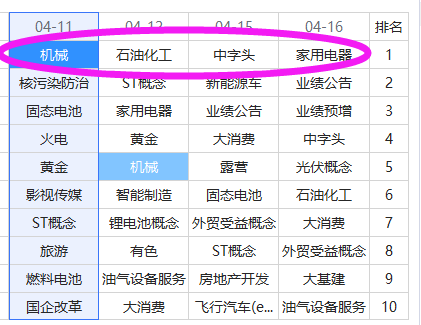 04-11 04-12 04-15 04-16 排名
机械 石油化工 中字头 家用电器 1
核污染防治 ST概念 新能源车 业绩公告 2
固态电池 家用电器 业绩公告 业绩预增 3
火电 黄金 大消费 中字头 4
黄金 机械 露营 光伏概念 5
影视传媒 智能制造 固态电池 石油化工 6
ST概念 锂电池概念 外贸受益概念 大消费 7
旅游 有色 ST概念 外贸受益概念 8
燃料电池 油气设备服务 房地产开发 大基建 9
国企改革 大消费 飞行汽车(e... 油气设备服务 10